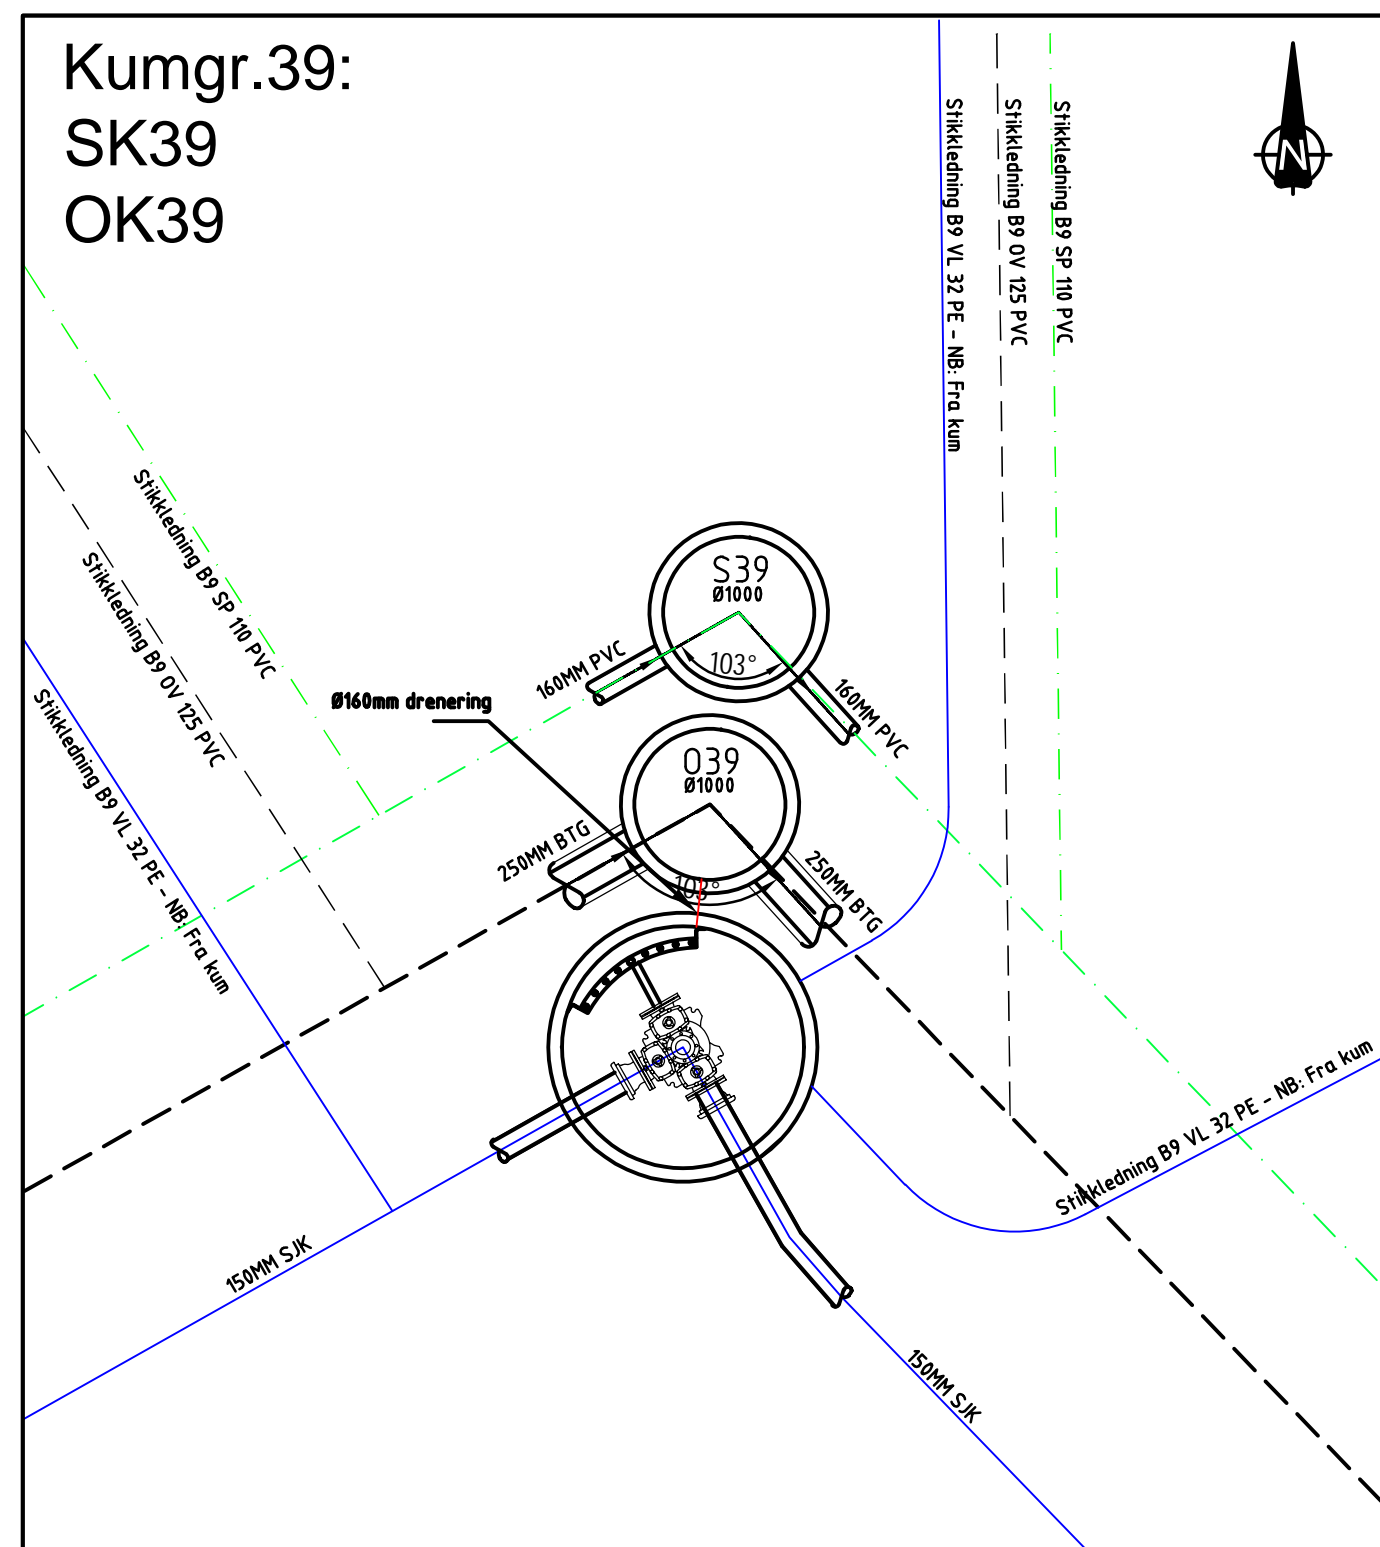 Kumgr.39:
SK39
OK39
N
Stikkledning B9 VL 32 PE - NB: Fra kum
Stikkledning B9 OV 125 PVC
Stikkledning B9 SP 110 PVC
Stikkledning B9 SP 110 PVC
Stikkledning B9 OV 125 PVC
Stikkledning B9 VL 32 PE - NB: Fra kum
S39
Ø1000
103°
160MM PVC
160MM PVC
Ø160mm drenering
O39
Ø1000
103°
250MM BTG
250MM BTG
Stikkledning B9 VL 32 PE - NB: Fra kum
150MM SJK
150MM SJK